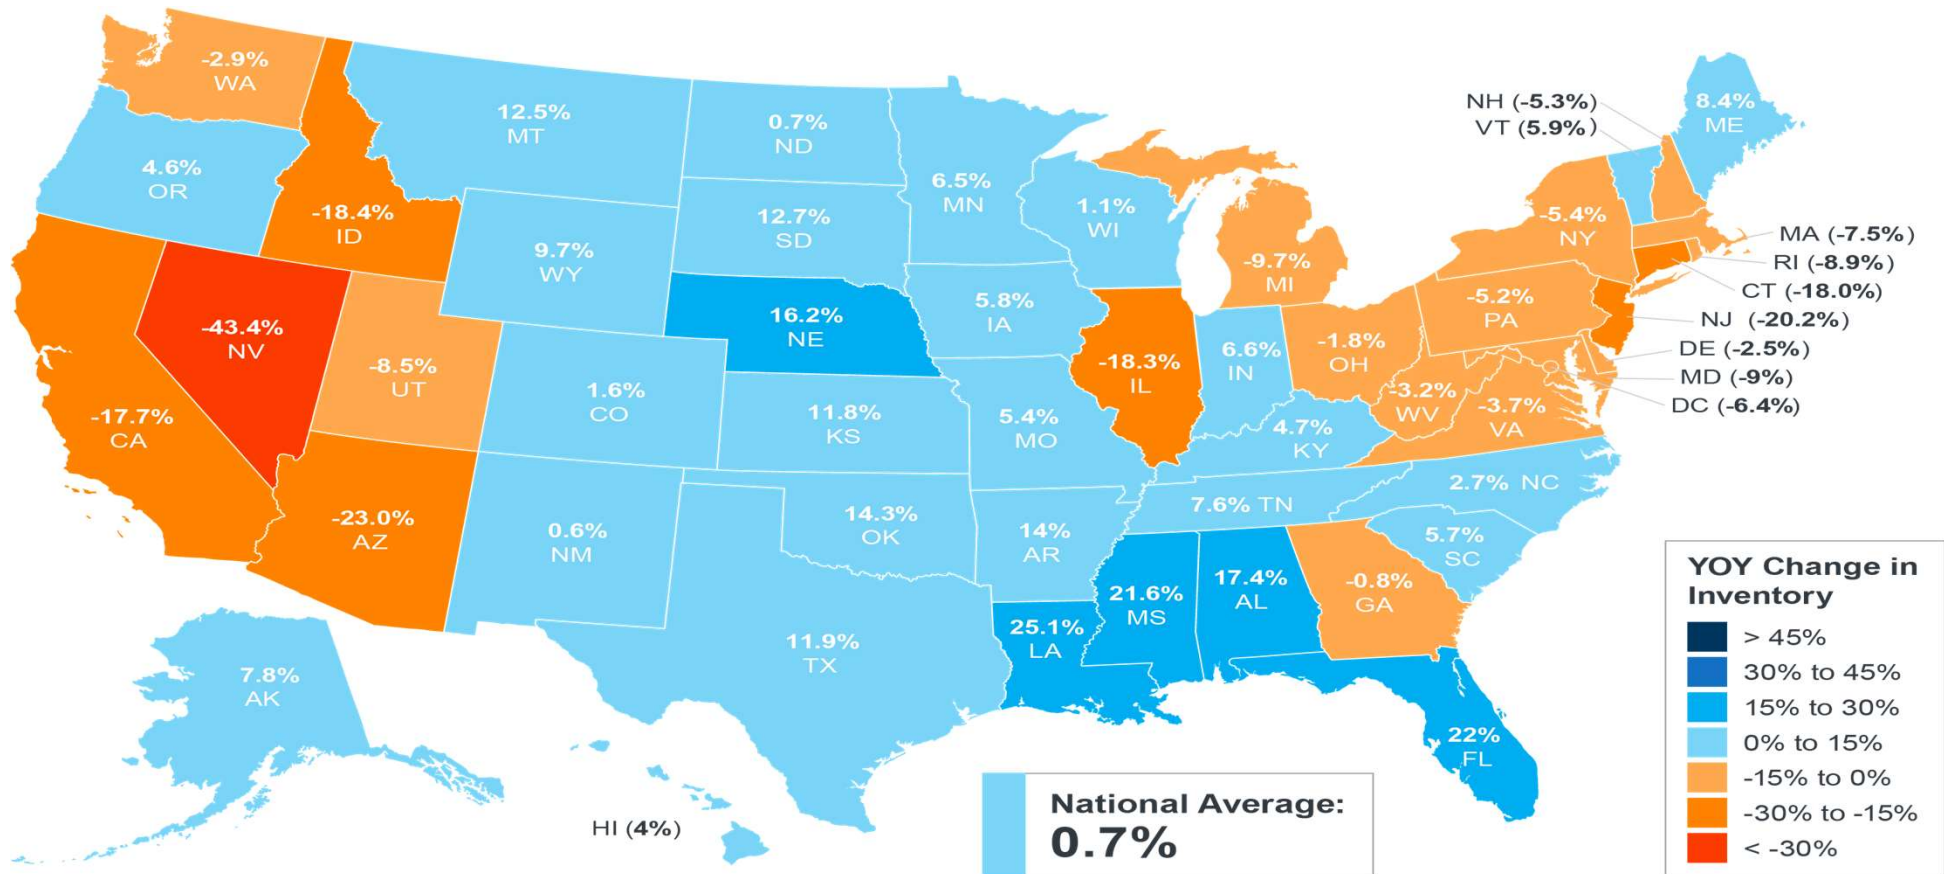 -2.9%
WA
4.6%
OR
-18.4%
ID
12.5%
MT
0.7%
ND
12.7%
SD
9.7%
WY
-43.4%
NV
-17.7%
CA
-8.5%
UT
-23.0%
AZ
1.6%
CO
0.6%
NM
16.2%
NE
11.8%
KS
14.3%
OK
11.9%
TX
6.5%
MN
5.8%
IA
5.4%
MO
14%
AR
25.1%
LA
1.1%
WI
-18.3%
IL
-9.7%
MI
6.6%
IN
-1.8%
OH
4.7%
KY
7.6% TN
21.6%
MS
17.4%
AL
-0.8%
GA
22%
FL
5.7%
SC
2.7% NC
-3.7%
VA
-3.2%
WV
-5.2%
PA
-5.4%
NY
8.4%
ME
NH (-5.3%)
VT (5.9%)
MA (-7.5%)
RI (-8.9%)
CT (-18.0%)
NJ (-20.2%)
DE (-2.5%)
MD (-9%)
DC (-6.4%)
7.8%
AK
HI (4%)
National Average:
0.7%
YOY Change in
Inventory
> 45%
30% to 45%
15% to 30%
0% to 15%
-15% to 0%
-30% to -15%
< -30%